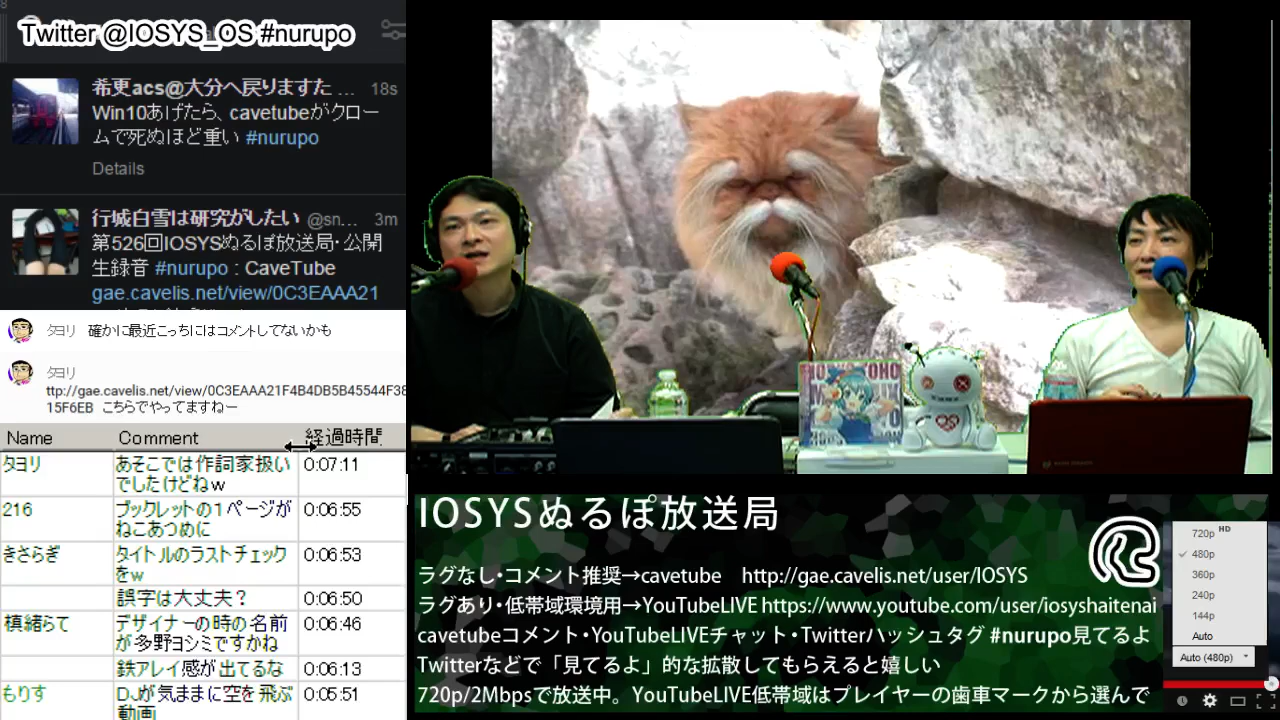 Twitter @IOSYS_OS #nurupo
希更acs@大分へ戻りますた ... 18s
Win10あげたら、cavetubeがクロー
ムで死ぬほど重い #nurupo
Details
行城白雪は研究がしたい @sn... 3m
第526回IOSYSぬるぽ放送局・公開
生録音 #nurupo : CaveTube
gae.cavelis.net/view/0C3EAAA21
タヨリ 確かに最近こっちにはコメントしてないかも
タヨリ
ttp://gae.cavelis.net/view/0C3EAAA21F4B4DB5B45544F38
15F6EB こちらでやってますねー
Name Comment 経過時間
タヨリ あそこでは作詞家扱い 0:07:11
でしたけどねｗ
216 ブックレットの１ページが 0:06:55
ねこあつめに
きさらぎ タイトルのラストチェック 0:06:53
をｗ
誤字は大丈夫？ 0:06:50
槙緒らて デザイナーの時の名前 0:06:46
が多野ヨシミですかね
鉄アレイ感が出てるな 0:06:13
もりす DJが気ままに空を飛ぶ 0:05:51
動画
IOSYSぬるぽ放送局
ラグなし・コメント推奨→cavetube http://gae.cavelis.net/user/IOSYS
ラグあり・低帯域環境用→YouTubeLIVE https://www.youtube.com/user/iosyshaitenai
cavetubeコメント・YouTubeLIVEチャット・Twitterハッシュタグ #nurupo見てるよ
Twitterなどで「見てるよ」的な拡散してもらえると嬉しい
720p/2Mbpsで放送中。YouTubeLIVE低帯域はプレイヤーの歯車マークから選んで
720p HD
480p
360p
240p
144p
Auto
Auto (480p)